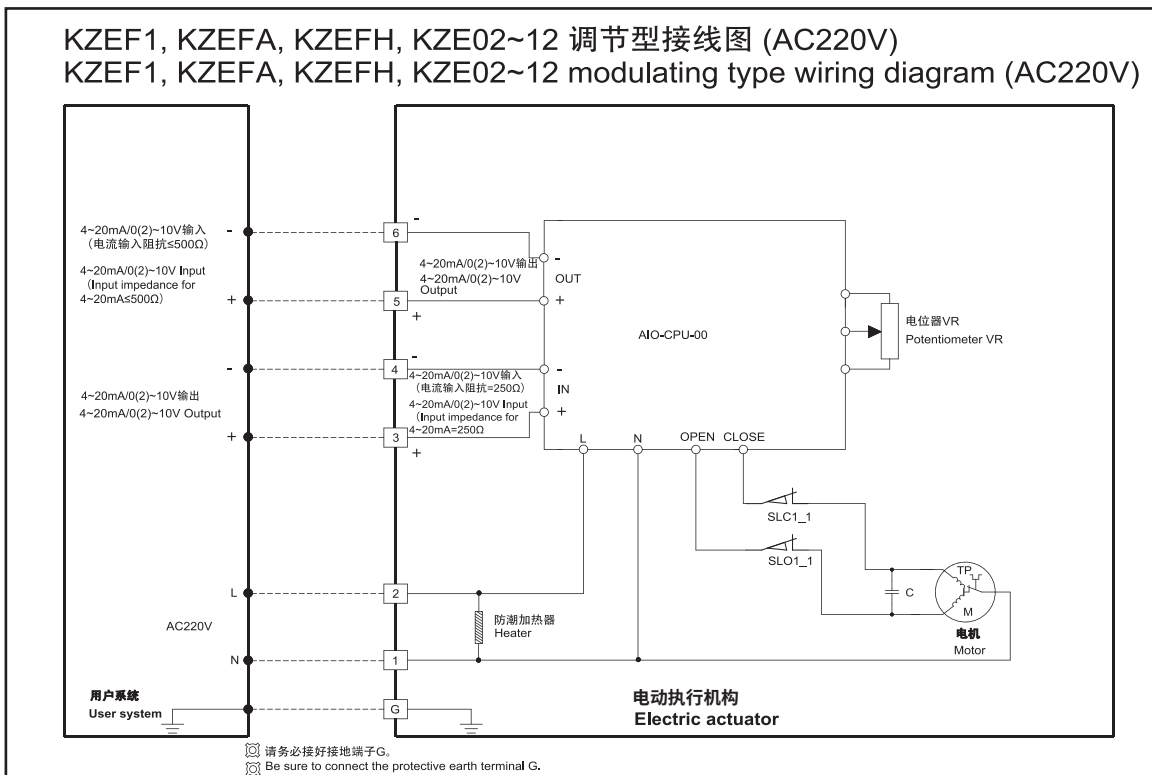 KZEF1, KZEFA, KZEFH, KZE02~12 调节型接线图 (AC220V)
KZEF1, KZEFA, KZEFH, KZE02~12 modulating type wiring diagram (AC220V)
4~20mA/0(2)~10V输入
（电流输入阻抗≤500Ω）
-
4~20mA/0(2)~10V Input
（Input impedance for
4~20mA≤500Ω）
+
-
4~20mA/0(2)~10V输出
4~20mA/0(2)~10V Output
+
L
AC220V
N
用户系统
User system
6
-
5
+
4
-
3
+
2
1
G
4~20mA/0(2)~10V输出
4~20mA/0(2)~10V
Output
4~20mA/0(2)~10V输入
（电流输入阻抗=250Ω）
4~20mA/0(2)~10V Input
（Input impedance for
4~20mA=250Ω
-
OUT
+
-
IN
+
AIO-CPU-00
L
N
OPEN
CLOSE
电位器VR
Potentiometer VR
SLC1_1
SLO1_1
C
TP
M
电机
Motor
防潮加热器
Heater
电动执行机构
Electric actuator
请务必接好接地端子G。
Be sure to connect the protective earth terminal G.